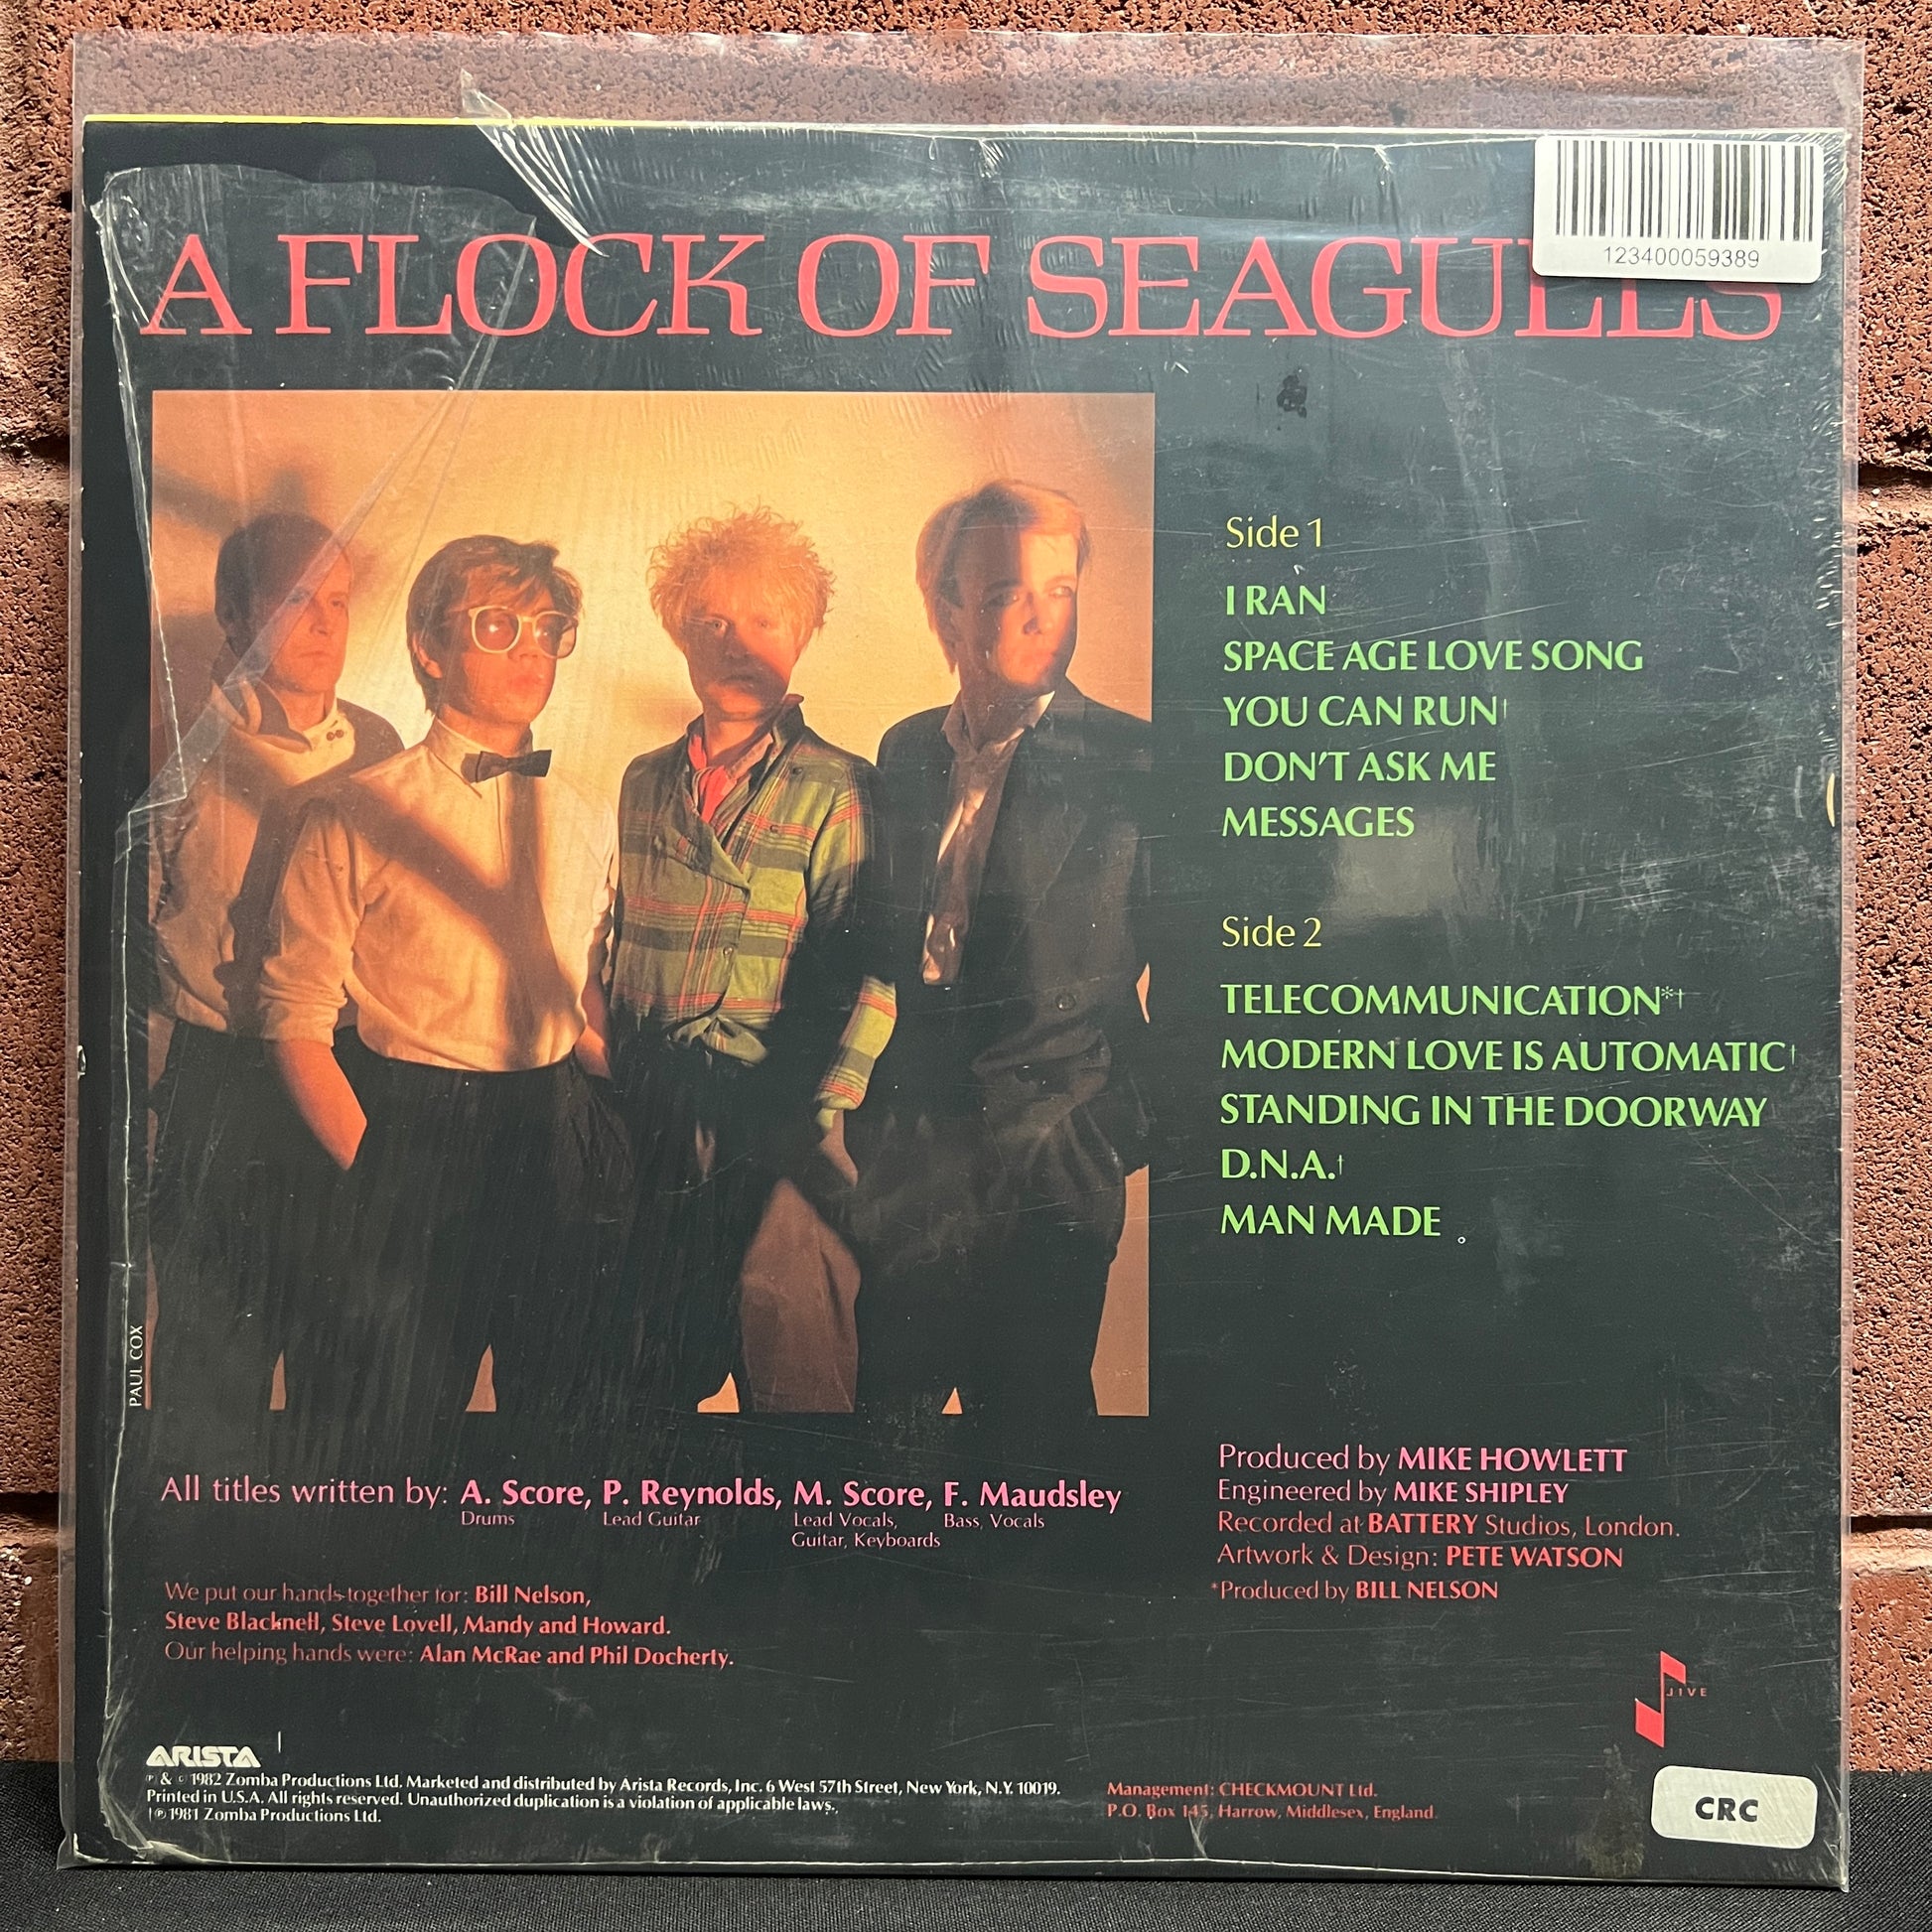 123400059389
A FLOCK OF SEAGULLS
Side 1
I RAN
SPACE AGE LOVE SONG
YOU CAN RUN†
DON'T ASK ME
MESSAGES
Side 2
TELECOMMUNICATION*†
MODERN LOVE IS AUTOMATIC†
STANDING IN THE DOORWAY
D.N.A.†
MAN MADE
PAUL COX
All titles written by: A. Score, P. Reynolds, M. Score, F. Maudsley
Drums Lead Guitar Lead Vocals, Bass, Vocals
Guitar, Keyboards
We put our hands together for: Bill Nelson,
Steve Blacknell, Steve Lovell, Mandy and Howard.
Our helping hands were: Alan McRae and Phil Docherty.
Produced by MIKE HOWLETT
Engineered by MIKE SHIPLEY
Recorded at BATTERY Studios, London.
Artwork & Design: PETE WATSON
*Produced by BILL NELSON
JIVE
ARISTA
℗ & © 1982 Zomba Productions Ltd. Marketed and distributed by Arista Records, Inc. 6 West 57th Street, New York, N.Y. 10019.
Printed in U.S.A. All rights reserved. Unauthorized duplication is a violation of applicable laws.
†℗ 1981 Zomba Productions Ltd.
Management: CHECKMOUNT Ltd.
P.O. Box 145, Harrow, Middlesex, England.
CRC